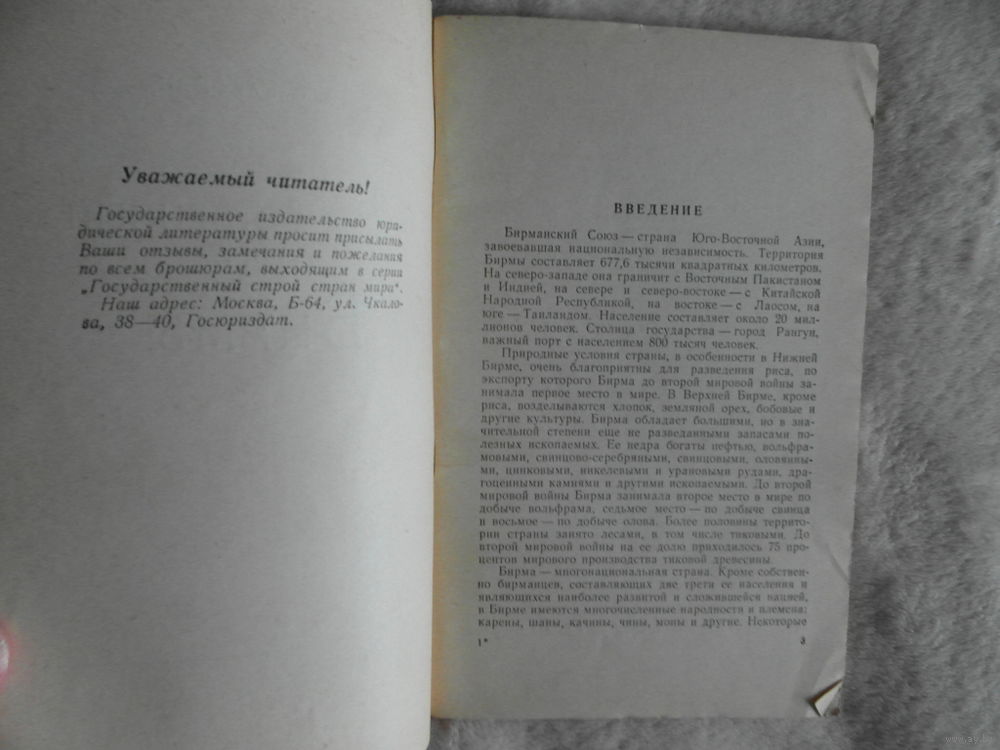 Уважаемый читатель!
Государственное издательство юри-
дической литературы просит присылать
Ваши отзывы, замечания и пожелания
по всем брошюрам, выходящим в серии
„Государственный строй стран мира“.
Наш адрес: Москва, Б-64, ул. Чкало-
ва, 38—40, Госюриздат.
ВВЕДЕНИЕ
Бирманский Союз — страна Юго-Восточной Азии,
завоевавшая национальную независимость. Территория
Бирмы составляет 677,6 тысячи квадратных километров.
На северо-западе она граничит с Восточным Пакистаном
и Индией, на севере и северо-востоке — с Китайской
Народной Республикой, на востоке — с Лаосом, на
юге — Таиландом. Население составляет около 20 мил-
лионов человек. Столица государства — город Рангун,
важный порт с населением 800 тысяч человек.
Природные условия страны, в особенности в Нижней
Бирме, очень благоприятны для разведения риса, по
экспорту которого Бирма до второй мировой войны за-
нимала первое место в мире. В Верхней Бирме, кроме
риса, возделываются хлопок, земляной орех, бобовые и
другие культуры. Бирма обладает большими, но в зна-
чительной степени еще не разведанными запасами по-
лезных ископаемых. Ее недра богаты нефтью, вольфра-
мовыми, свинцово-серебряными, свинцовыми, оловянны-
ми, цинковыми, никелевыми и урановыми рудами, дра-
гоценными камнями и другими ископаемыми. До второй
мировой войны Бирма занимала второе место в мире по
добыче вольфрама, седьмое место — по добыче свинца
и восьмое — по добыче олова. Более половины террито-
рии страны занято лесами, в том числе тиковыми. До
второй мировой войны на ее долю приходилось 75 про-
центов мирового производства тиковой древесины.
Бирма — многонациональная страна. Кроме собствен-
но бирманцев, составляющих две трети ее населения и
являющихся наиболее развитой и сложившейся нацией,
в Бирме имеются многочисленные народности и племена:
карены, шаны, качины, чины, моны и другие. Некоторые
1*
3